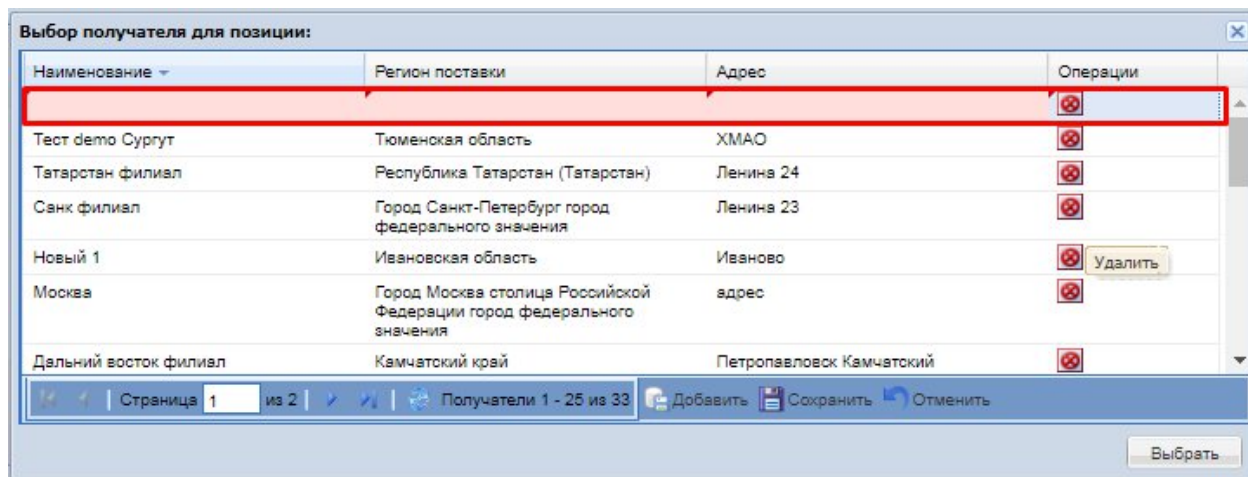 Выбор получателя для позиции:
Наименование Регион поставки Адрес Операции
Тест demo Сургут Тюменская область ХМАО
Татарстан филиал Республика Татарстан (Татарстан) Ленина 24
Санк филиал Город Санкт-Петербург город федерального значения Ленина 23
Новый 1 Ивановская область Иваново
Удалить
Москва Город Москва столица Российской Федерации город федерального значения адрес
Дальний восток филиал Камчатский край Петропавловск Камчатский
Страница 1 из 2 Получатели 1 - 25 из 33 Добавить Сохранить Отменить
Выбрать